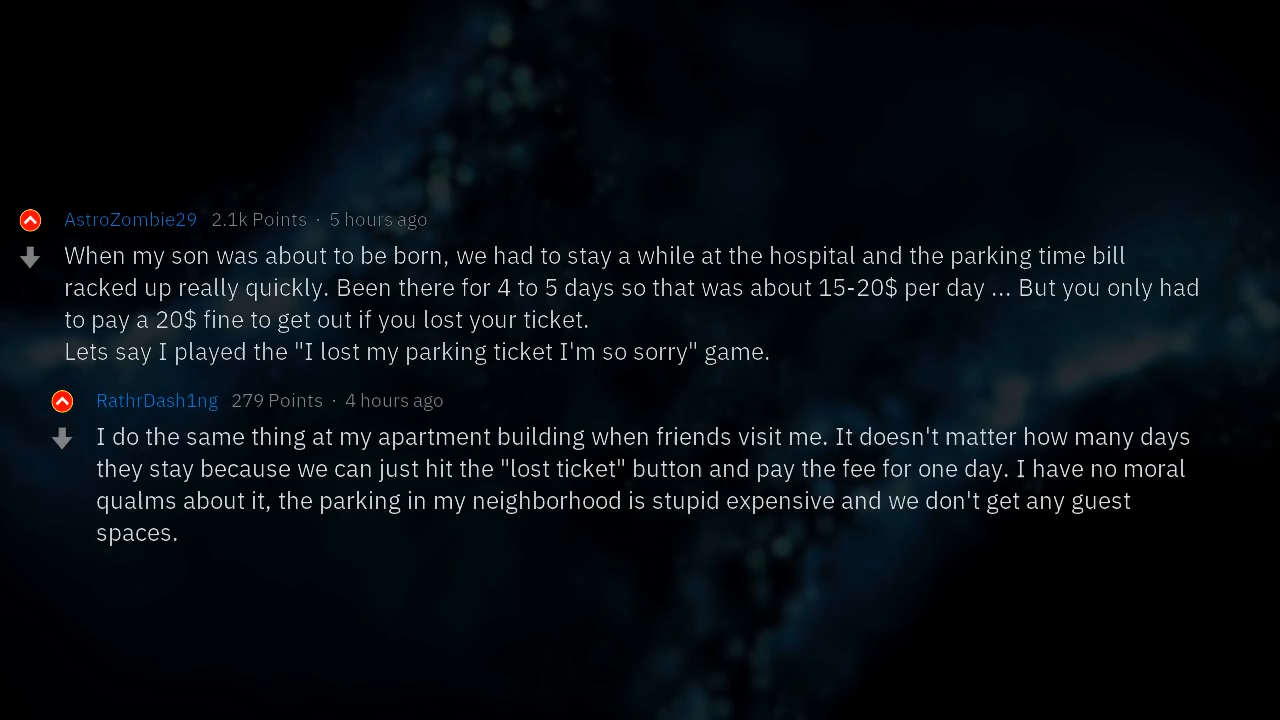 AstroZombie29 2.1k Points · 5 hours ago
When my son was about to be born, we had to stay a while at the hospital and the parking time bill
racked up really quickly. Been there for 4 to 5 days so that was about 15-20$ per day ... But you only had
to pay a 20$ fine to get out if you lost your ticket.
Lets say I played the "I lost my parking ticket I'm so sorry" game.
RathrDash1ng 279 Points · 4 hours ago
I do the same thing at my apartment building when friends visit me. It doesn't matter how many days
they stay because we can just hit the "lost ticket" button and pay the fee for one day. I have no moral
qualms about it, the parking in my neighborhood is stupid expensive and we don't get any guest
spaces.